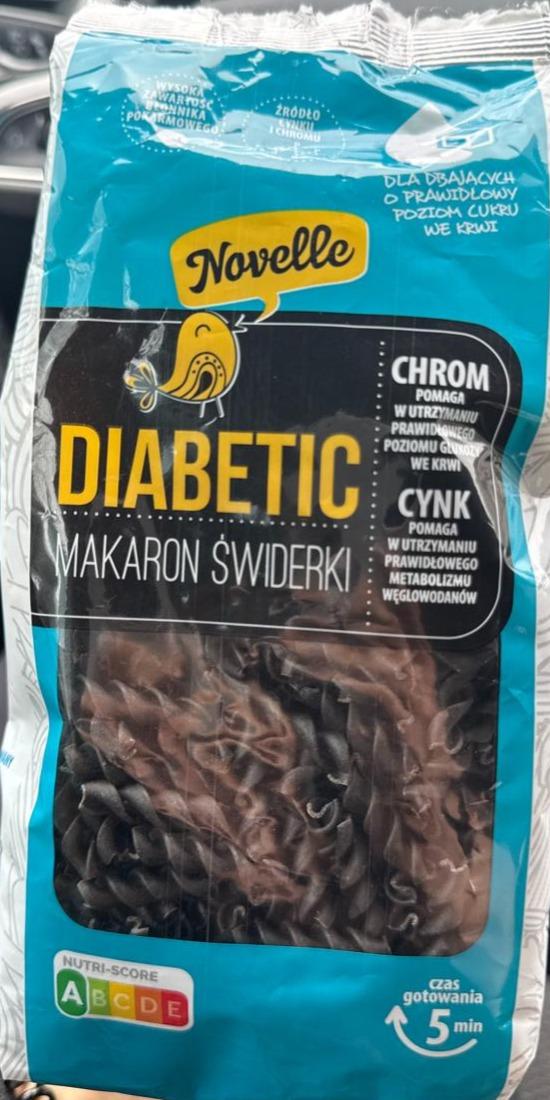 WYSOKA
ZAWARTOŚĆ
BŁONNIKA
POKARMOWEGO
ŹRÓDŁO
CYNKU
I CHROMU
DLA DBAJĄCYCH
O PRAWIDŁOWY
POZIOM CUKRU
WE KRWI
Novelle
DIABETIC
MAKARON ŚWIDERKI
CHROM
POMAGA
W UTRZYMANIU
PRAWIDŁOWEGO
POZIOMU GLUKOZY
WE KRWI
CYNK
POMAGA
W UTRZYMANIU
PRAWIDŁOWEGO
METABOLIZMU
WĘGLOWODANÓW
NUTRI-SCORE
A B C D E
czas
gotowania
5 min